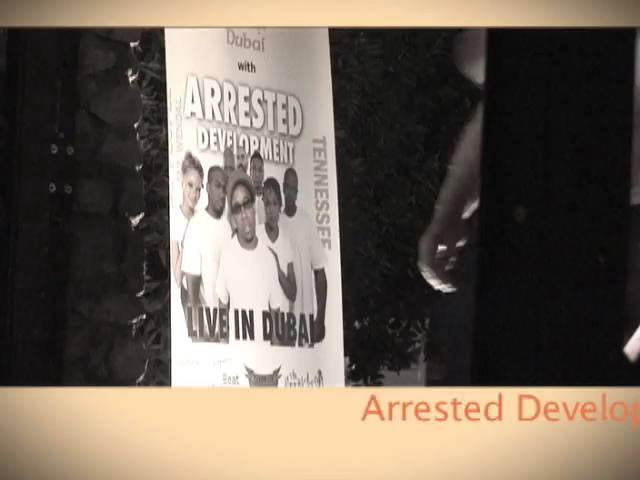 Dubai
with
ARRESTED
DEVELOPMENT
TENNESSEE
LIVE IN DUBAI
Beat
Arrested Develop